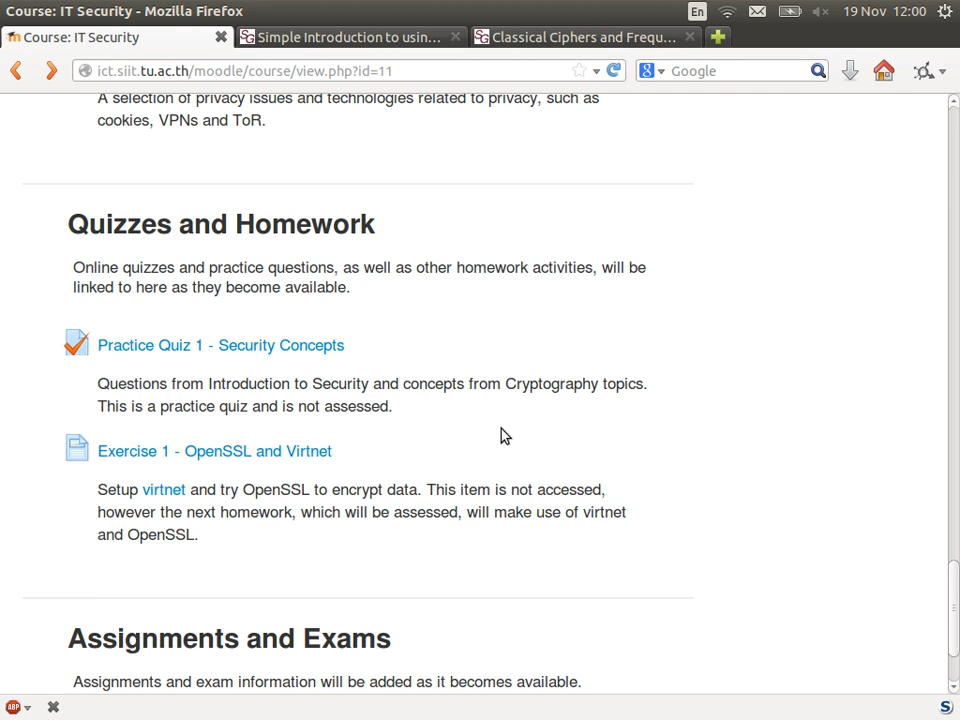 Course: IT Security - Mozilla Firefox
En
19 Nov 12:00
Course: IT Security
Simple Introduction to usin...
Classical Ciphers and Frequ...
ict.siit.tu.ac.th/moodle/course/view.php?id=11
Google
A selection of privacy issues and technologies related to privacy, such as
cookies, VPNs and ToR.
Quizzes and Homework
Online quizzes and practice questions, as well as other homework activities, will be
linked to here as they become available.
Practice Quiz 1 - Security Concepts
Questions from Introduction to Security and concepts from Cryptography topics.
This is a practice quiz and is not assessed.
Exercise 1 - OpenSSL and Virtnet
Setup virtnet and try OpenSSL to encrypt data. This item is not accessed,
however the next homework, which will be assessed, will make use of virtnet
and OpenSSL.
Assignments and Exams
Assignments and exam information will be added as it becomes available.
ABP
S